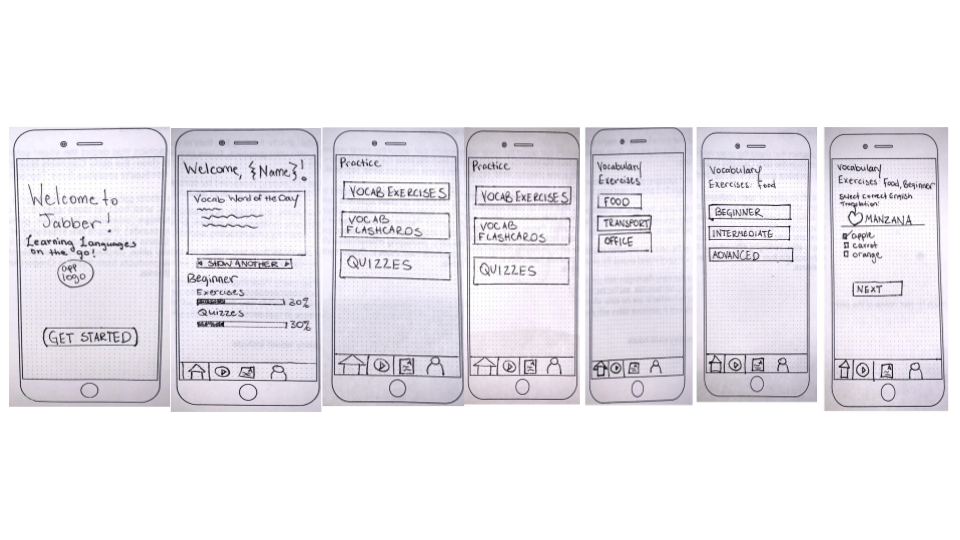 Welcome to
Jabber!
Learning Languages
on the go!
app
logo
GET STARTED
Welcome, {Name}!
Vocab Word of the Day
SHOW ANOTHER
Beginner
Exercises
30%
Quizzes
30%
Practice
VOCAB EXERCISES
VOCAB
FLASHCARDS
QUIZZES
Practice
VOCAB EXERCISES
VOCAB
FLASHCARDS
QUIZZES
Vocabulary
Exercises
FOOD
TRANSPORT
OFFICE
Vocabulary
Exercises: Food
BEGINNER
INTERMEDIATE
ADVANCED
Vocabulary
Exercises: Food, Beginner
Select Correct English
Translation:
MANZANA
apple
carrot
orange
NEXT